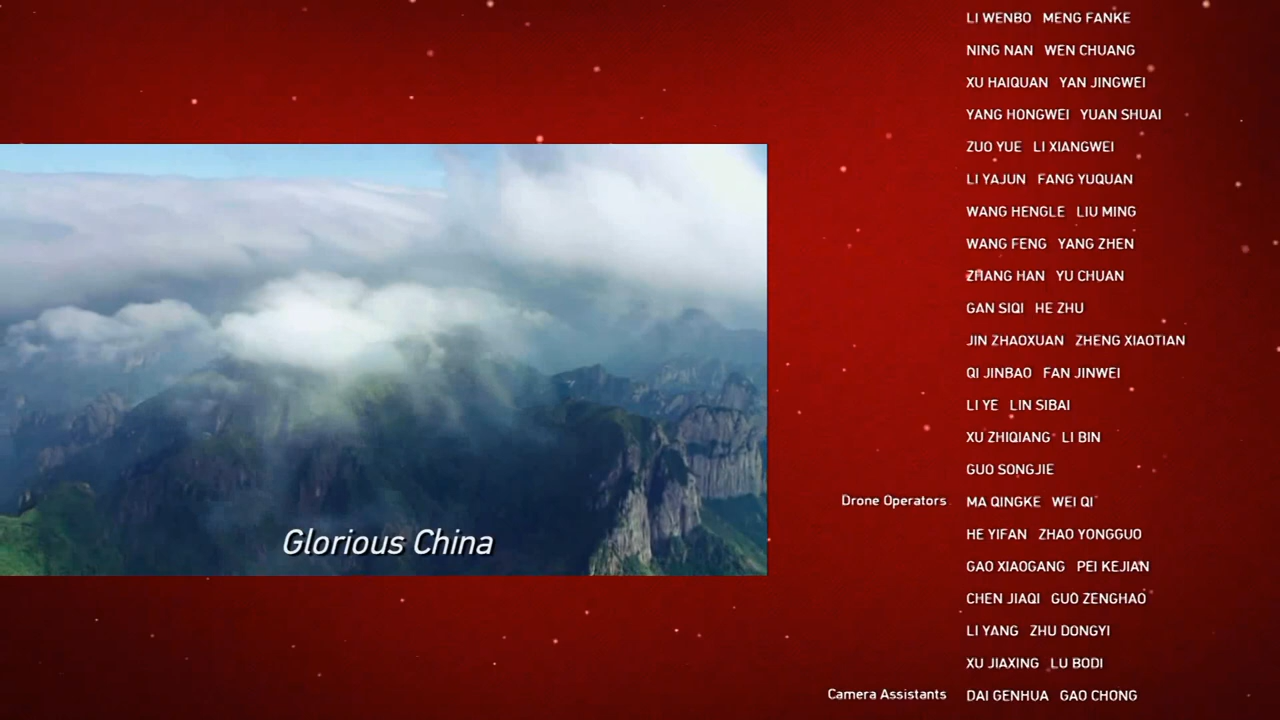 LI WENBO MENG FANKE
NING NAN WEN CHUANG
XU HAIQUAN YAN JINGWEI
YANG HONGWEI YUAN SHUAI
ZUO YUE LI XIANGWEI
LI YAJUN FANG YUQUAN
WANG HENGLE LIU MING
WANG FENG YANG ZHEN
ZHANG HAN YU CHUAN
GAN SIQI HE ZHU
JIN ZHAOXUAN ZHENG XIAOTIAN
QI JINBAO FAN JINWEI
LI YE LIN SIBAI
XU ZHIQIANG LI BIN
GUO SONGJIE
Drone Operators MA QINGKE WEI QI
HE YIFAN ZHAO YONGGUO
GAO XIAOGANG PEI KEJIAN
CHEN JIAQI GUO ZENGHAO
LI YANG ZHU DONGYI
XU JIAXING LU BODI
Camera Assistants DAI GENHUA GAO CHONG
Glorious China